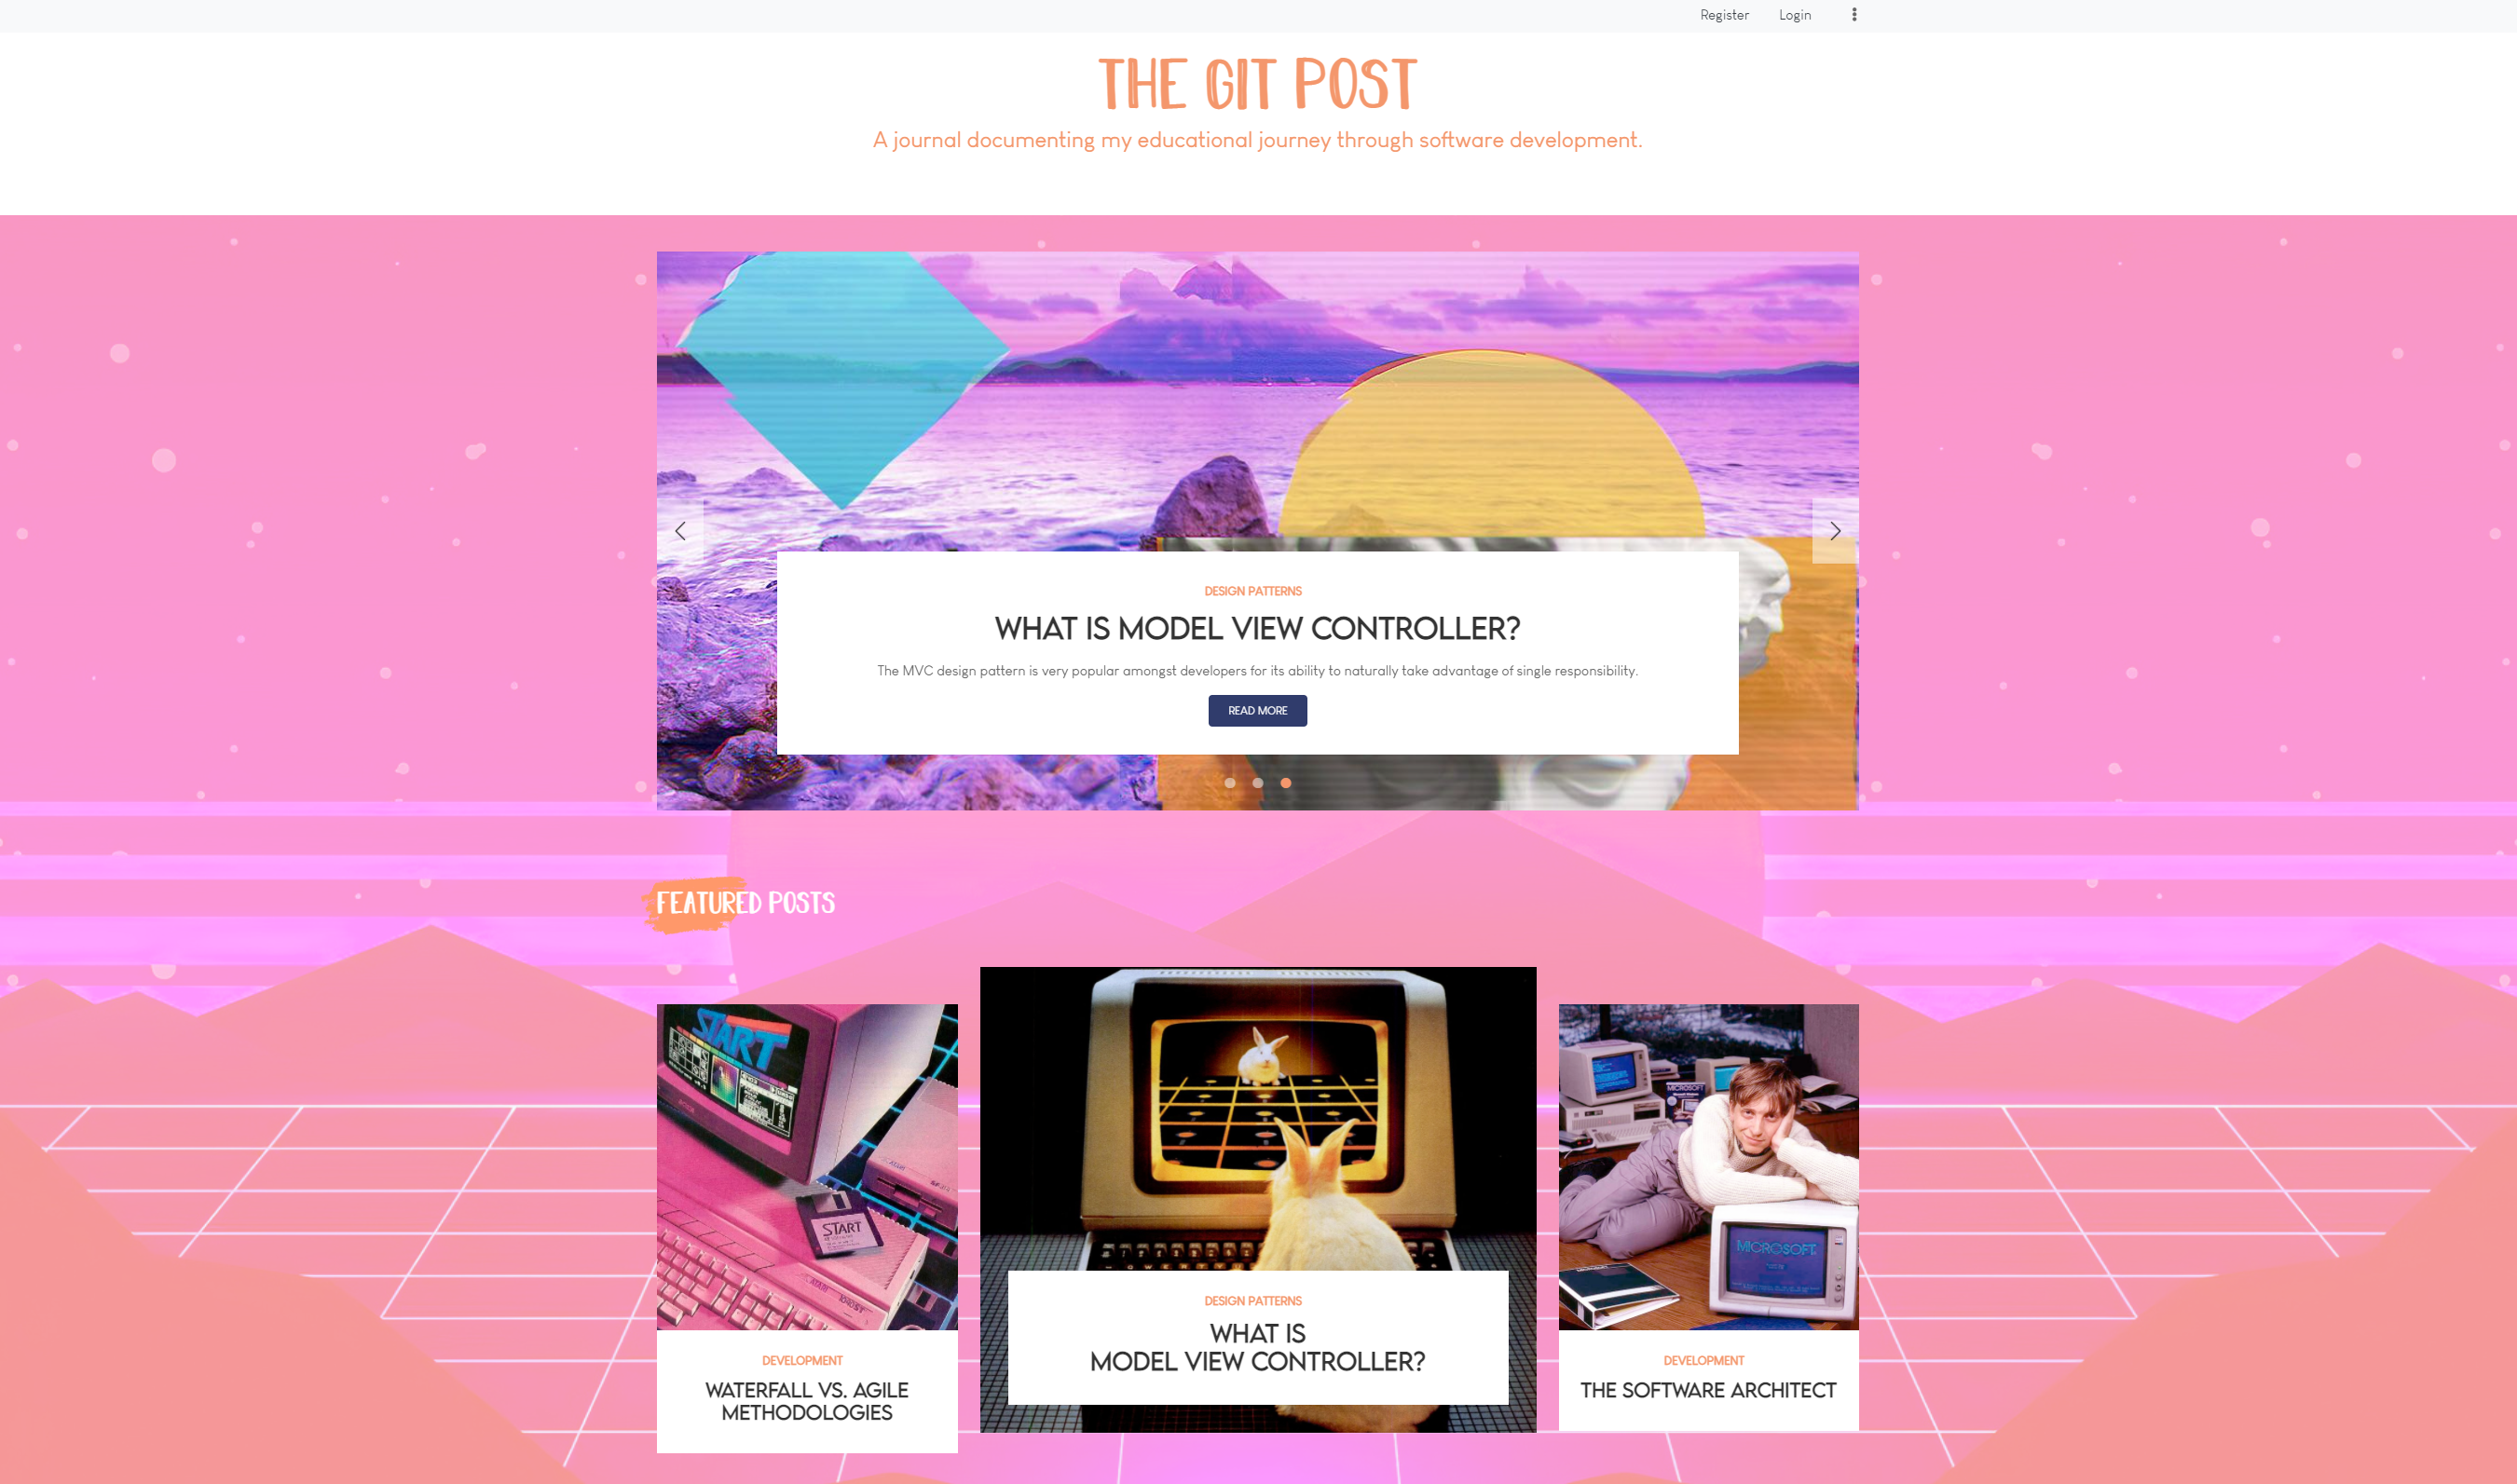 Register Login
THE GIT POST
A journal documenting my educational journey through software development.
DESIGN PATTERNS
WHAT IS MODEL VIEW CONTROLLER?
The MVC design pattern is very popular amongst developers for its ability to naturally take advantage of single responsibility.
READ MORE
FEATURED POSTS
START
START
ATARI
1040ST
MICROSOFT
MICROSOFT
DESIGN PATTERNS
WHAT IS
MODEL VIEW CONTROLLER?
DEVELOPMENT
WATERFALL VS. AGILE
METHODOLOGIES
DEVELOPMENT
THE SOFTWARE ARCHITECT